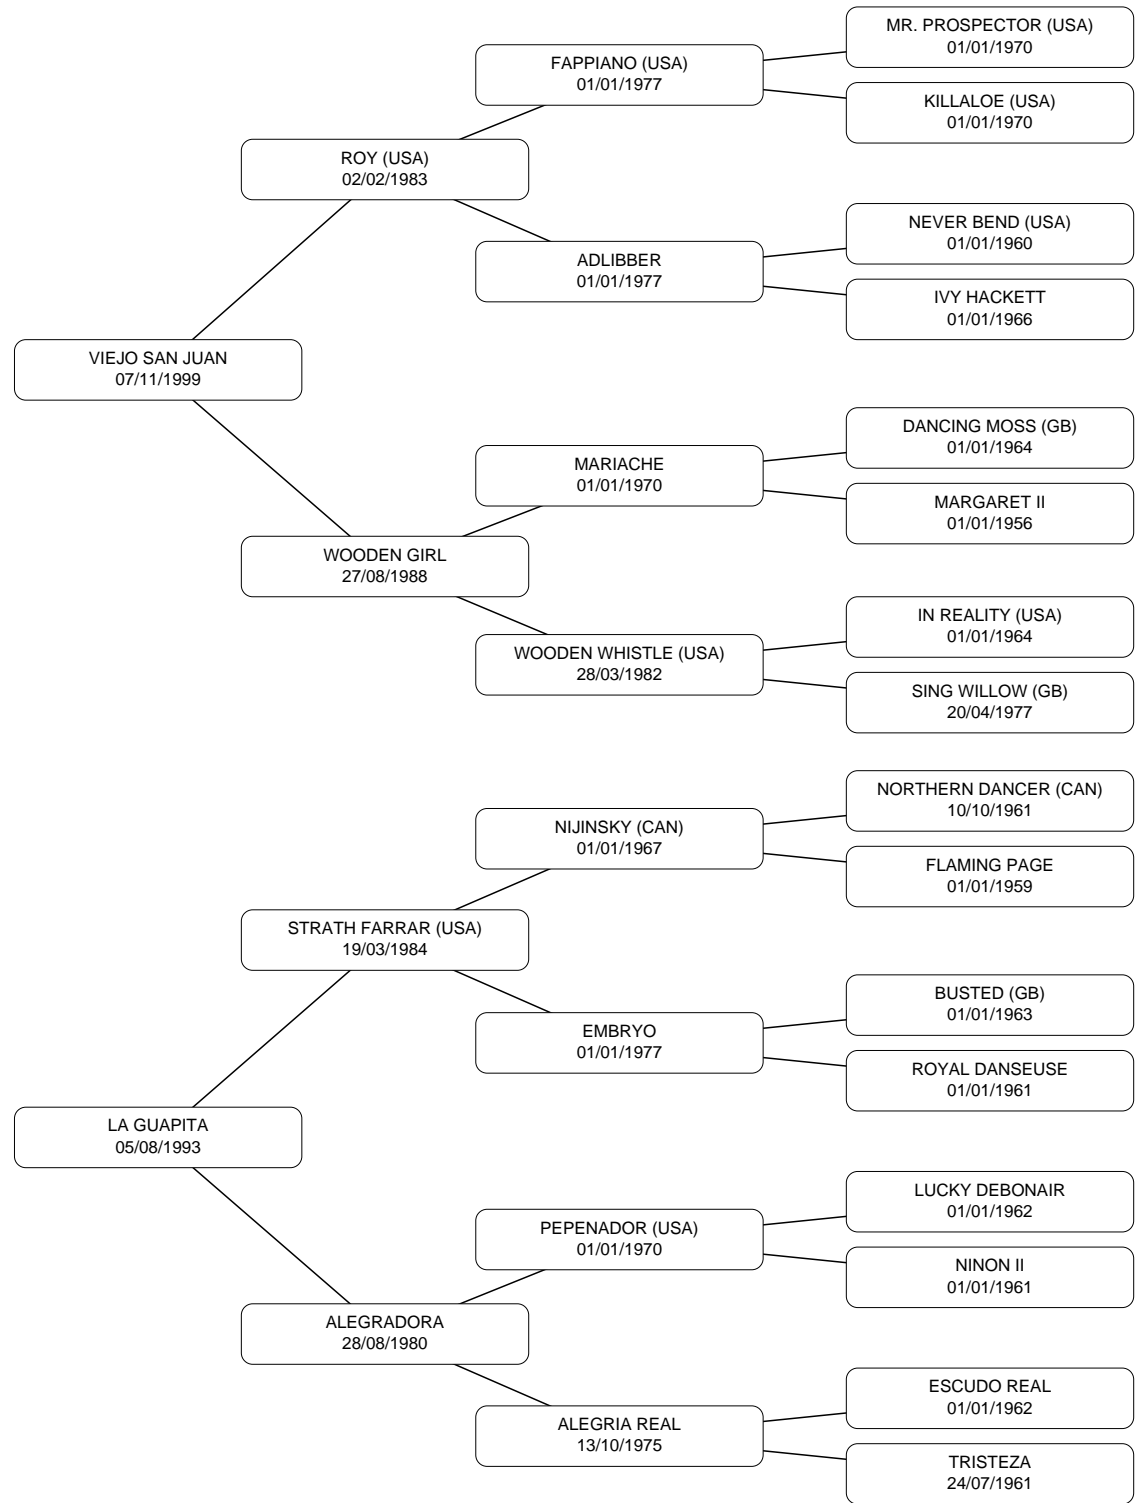 MR. PROSPECTOR (USA)
01/01/1970
FAPPIANO (USA)
01/01/1977
KILLALOE (USA)
01/01/1970
ROY (USA)
02/02/1983
NEVER BEND (USA)
01/01/1960
ADLIBBER
01/01/1977
IVY HACKETT
01/01/1966
VIEJO SAN JUAN
07/11/1999
DANCING MOSS (GB)
01/01/1964
MARIACHE
01/01/1970
MARGARET II
01/01/1956
WOODEN GIRL
27/08/1988
IN REALITY (USA)
01/01/1964
WOODEN WHISTLE (USA)
28/03/1982
SING WILLOW (GB)
20/04/1977
NORTHERN DANCER (CAN)
10/10/1961
NIJINSKY (CAN)
01/01/1967
FLAMING PAGE
01/01/1959
STRATH FARRAR (USA)
19/03/1984
BUSTED (GB)
01/01/1963
EMBRYO
01/01/1977
ROYAL DANSEUSE
01/01/1961
LA GUAPITA
05/08/1993
LUCKY DEBONAIR
01/01/1962
PEPENADOR (USA)
01/01/1970
NINON II
01/01/1961
ALEGRADORA
28/08/1980
ESCUDO REAL
01/01/1962
ALEGRIA REAL
13/10/1975
TRISTEZA
24/07/1961